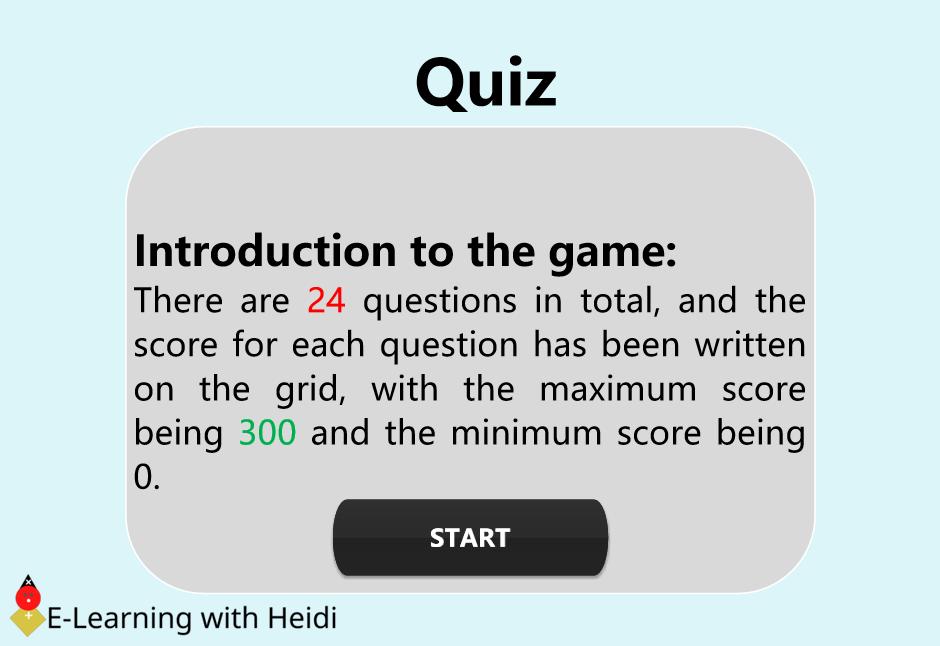 Quiz
Introduction to the game:
There are 24 questions in total, and the
score for each question has been written
on the grid, with the maximum score
being 300 and the minimum score being
0.
START
E-Learning with Heidi